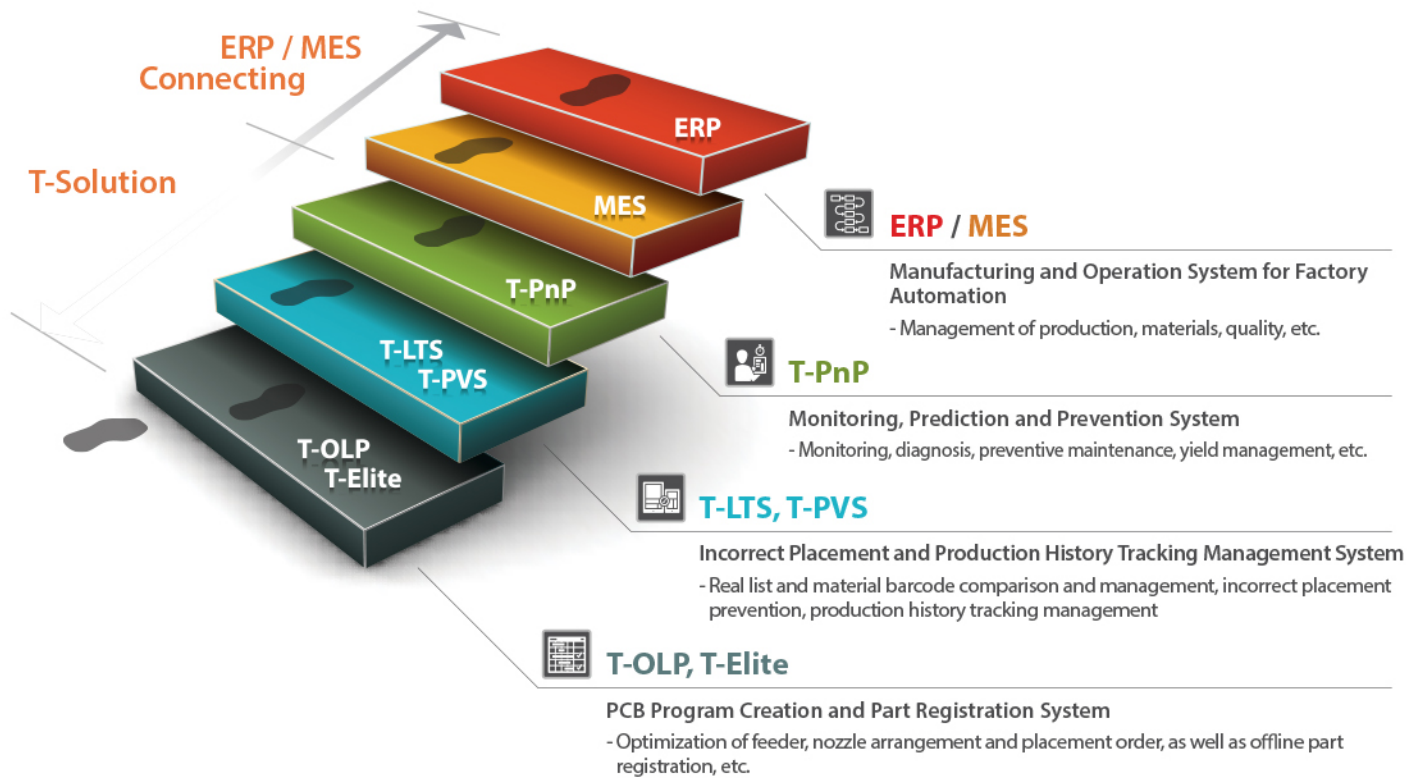 ERP / MES
Connecting
T-Solution
ERP
MES
T-PnP
T-LTS
T-PVS
T-OLP
T-Elite
ERP / MES
Manufacturing and Operation System for Factory
Automation
- Management of production, materials, quality, etc.
T-PnP
Monitoring, Prediction and Prevention System
- Monitoring, diagnosis, preventive maintenance, yield management, etc.
T-LTS, T-PVS
Incorrect Placement and Production History Tracking Management System
- Real list and material barcode comparison and management, incorrect placement
prevention, production history tracking management
T-OLP, T-Elite
PCB Program Creation and Part Registration System
- Optimization of feeder, nozzle arrangement and placement order, as well as offline part
registration, etc.